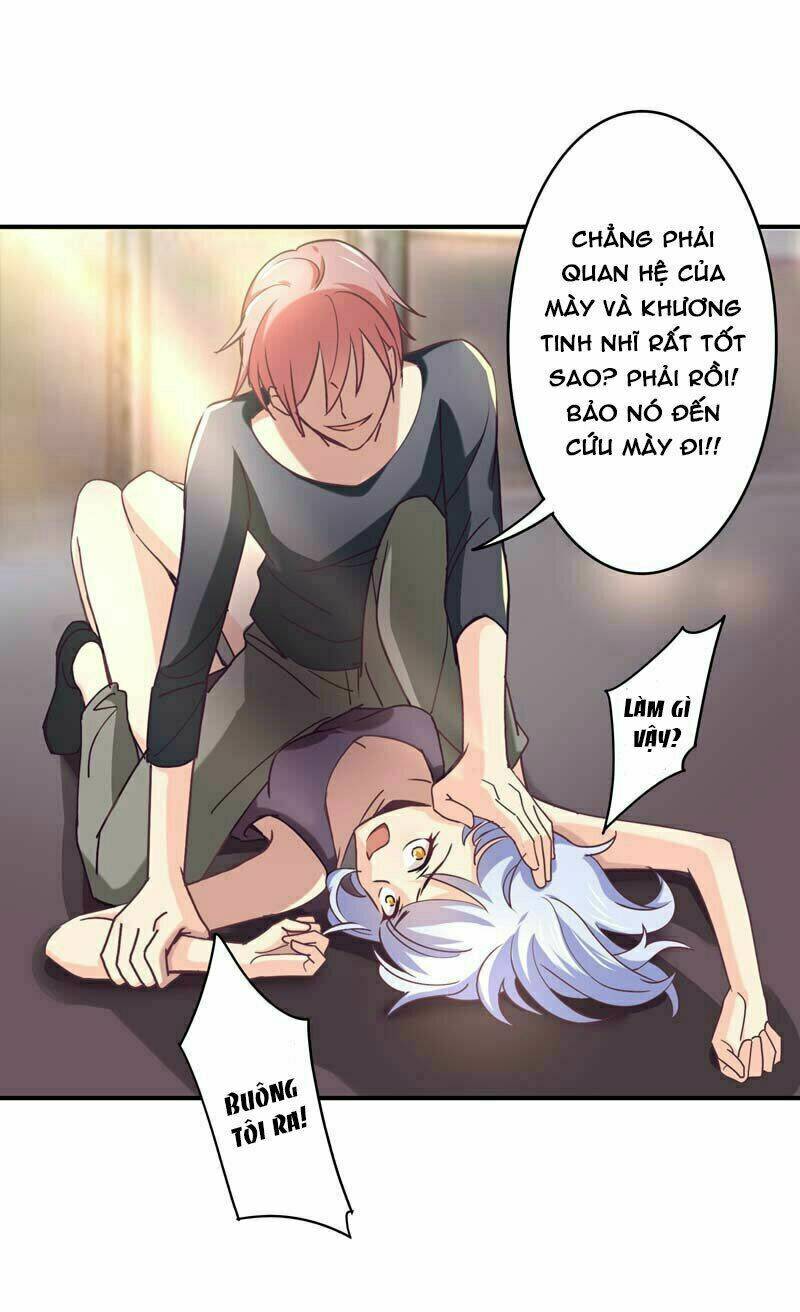 CHẲNG PHẢI
QUAN HỆ CỦA
MÀY VÀ KHƯƠNG
TINH NHĨ RẤT TỐT
SAO? PHẢI RỒI!
BẢO NÓ ĐẾN
CỨU MÀY ĐI!!
LÀM GÌ
VẬY?
BUÔNG
TÔI RA!